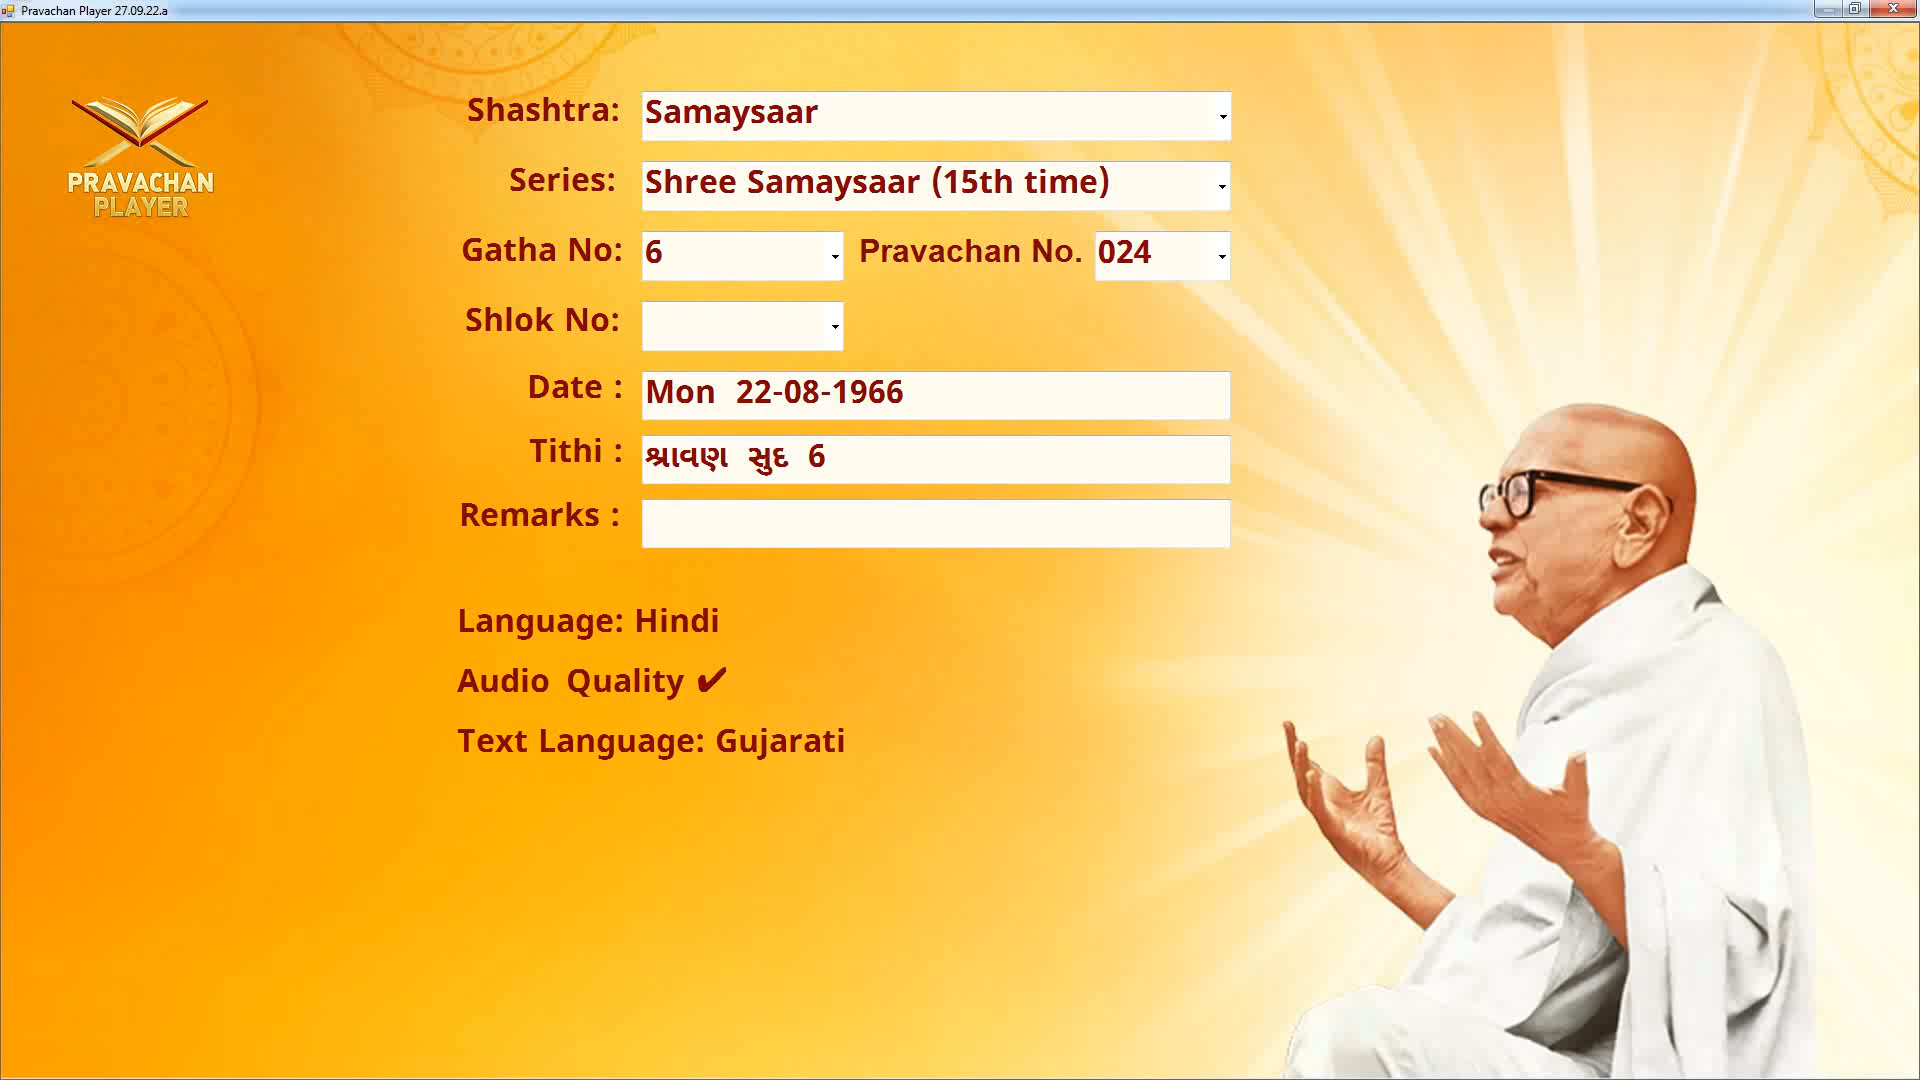 Pravachan Player 27.09.22.a
PRAVACHAN
PLAYER
Shashtra: Samaysaar
Series: Shree Samaysaar (15th time)
Gatha No: 6 Pravachan No. 024
Shlok No:
Date : Mon 22-08-1966
Tithi : શ્રાવણ સુદ 6
Remarks :
Language: Hindi
Audio Quality ✔
Text Language: Gujarati